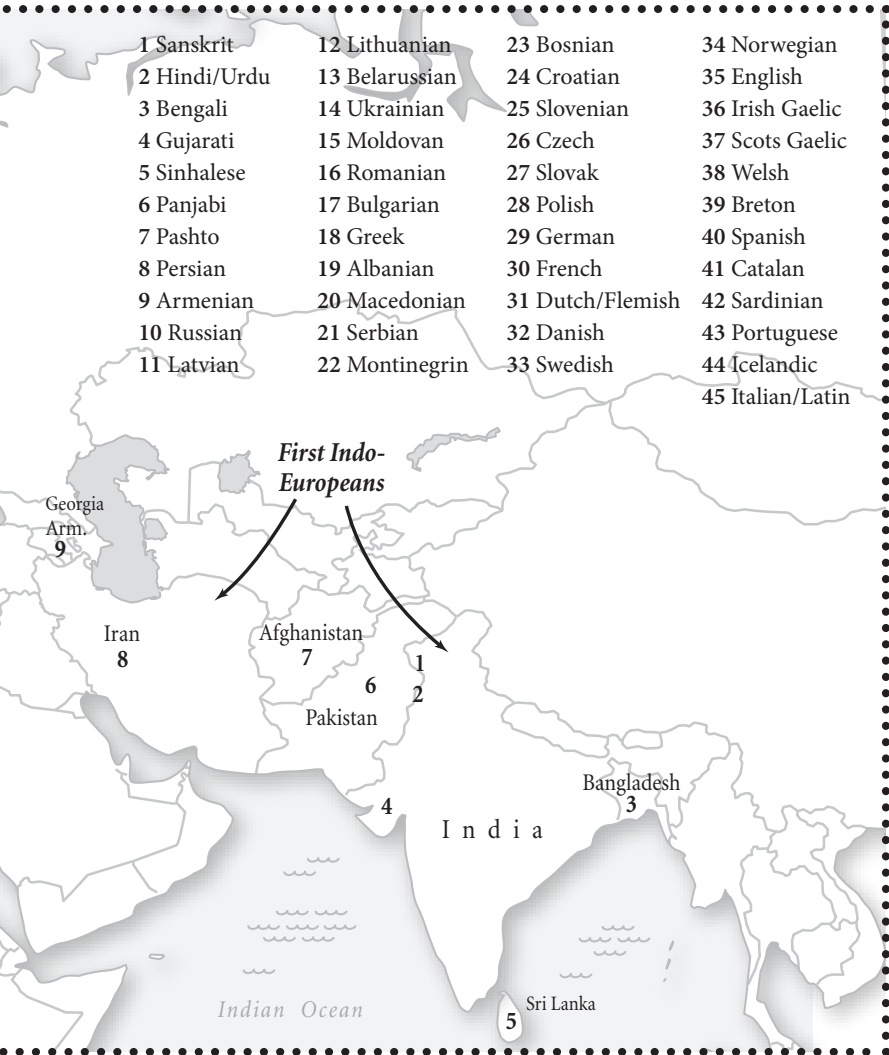 1 Sanskrit
2 Hindi/Urdu
3 Bengali
4 Gujarati
5 Sinhalese
6 Panjabi
7 Pashto
8 Persian
9 Armenian
10 Russian
11 Latvian
12 Lithuanian
13 Belarussian
14 Ukrainian
15 Moldovan
16 Romanian
17 Bulgarian
18 Greek
19 Albanian
20 Macedonian
21 Serbian
22 Montinegrin
23 Bosnian
24 Croatian
25 Slovenian
26 Czech
27 Slovak
28 Polish
29 German
30 French
31 Dutch/Flemish
32 Danish
33 Swedish
34 Norwegian
35 English
36 Irish Gaelic
37 Scots Gaelic
38 Welsh
39 Breton
40 Spanish
41 Catalan
42 Sardinian
43 Portuguese
44 Icelandic
45 Italian/Latin
First Indo-
Europeans
Georgia
Arm.
9
Iran
8
Afghanistan
7
1
6
2
Pakistan
Bangladesh
3
4
India
Sri Lanka
5
Indian Ocean